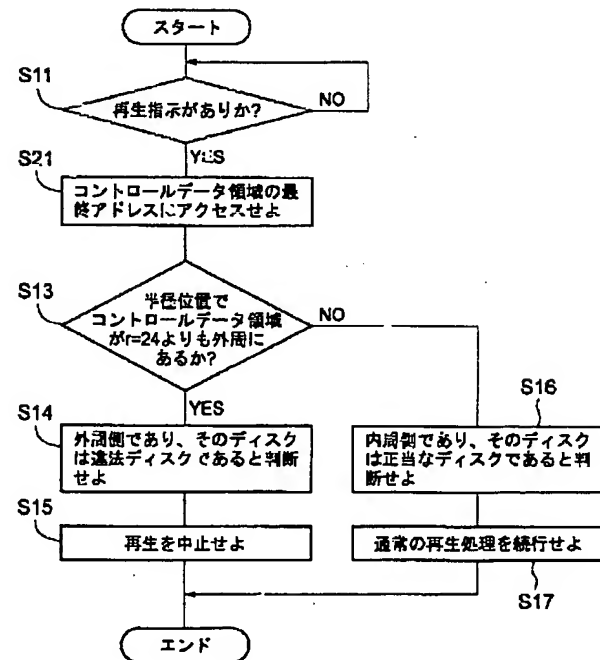 スタート
S11
再生指示がありか?
NO
YES
S21
コントロールデータ領域の最
終アドレスにアクセスせよ
S13
半径位置で
コントロールデータ領域
がr=24よりも外周に
あるか?
NO
YES
S14
外周側であり、そのディスク
は違法ディスクであると判断
せよ
S16
内周側であり、そのディスク
は正当なディスクであると判
断せよ
S15
再生を中止せよ
通常の再生処理を続行せよ
S17
エンド